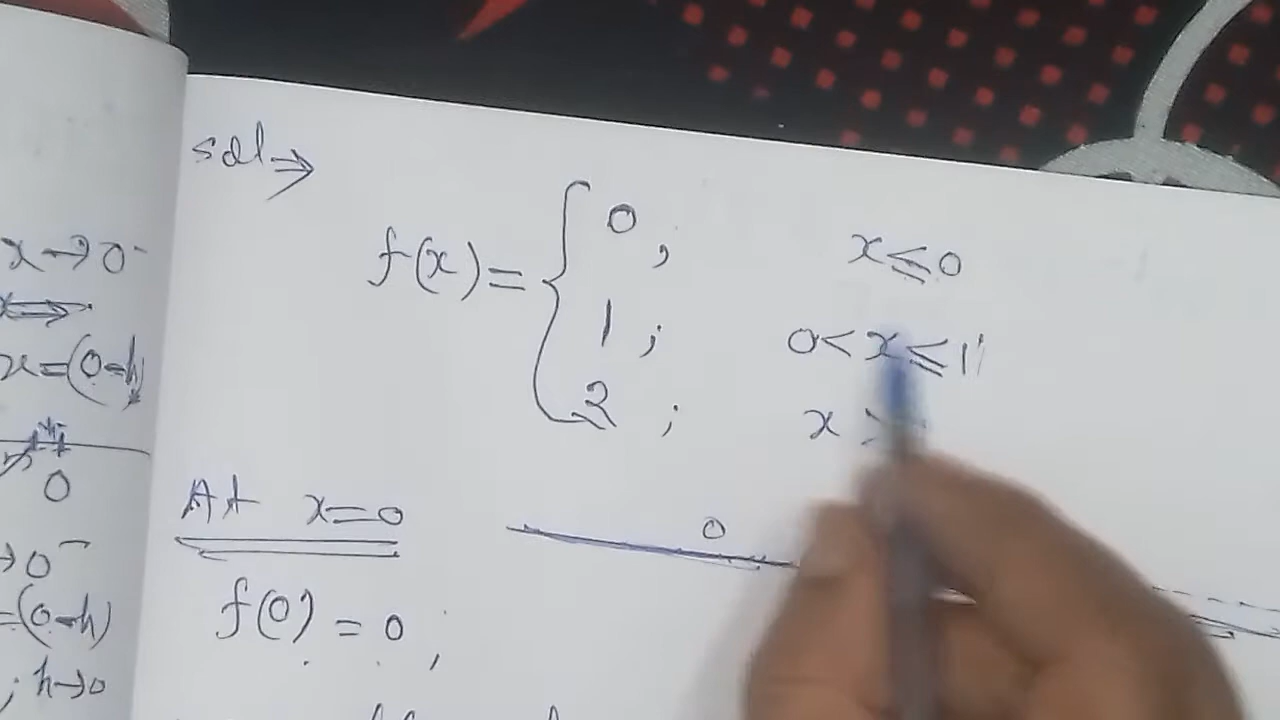 sol⇒
f(x) = { 0 , x ≤ 0
1 ; 0 < x ≤ 1
2 ; x >
At x=0
0
f(0) = 0 ,
x→0⁻
x=(0-h)
0
→0⁻
=(0-h)
; h→0